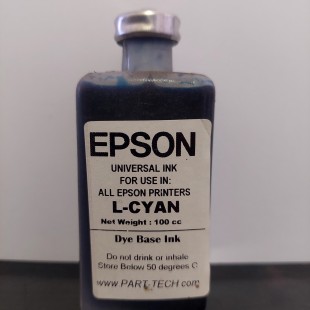 EPSON
UNIVERSAL INK
FOR USE IN:
ALL EPSON PRINTERS
L-CYAN
Net Weight : 100 cc
Dye Base Ink
Do not drink or inhale
Store Below 50 degrees C
www.PART-TECH.com